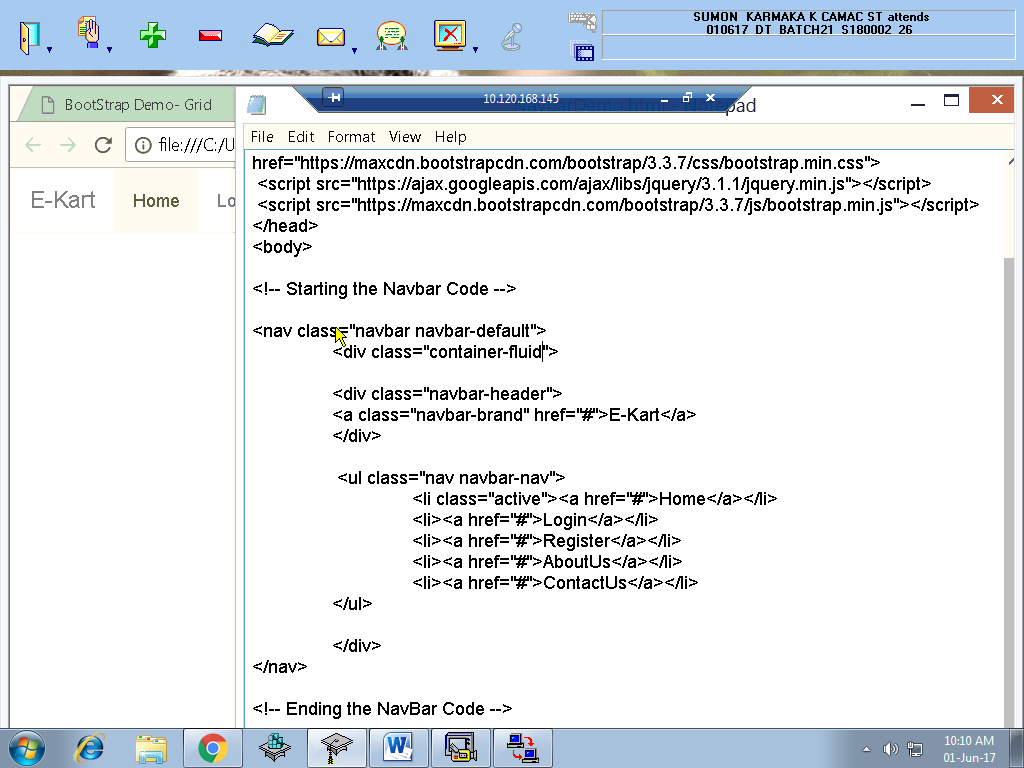 SUMON KARMAKA K CAMAC ST attends
010617_DT_BATCH21_S180002_26
BootStrap Demo- Grid
10.120.168.145
Notepad
file:///C:/U
File Edit Format View Help
E-Kart Home Lo
href="https://maxcdn.bootstrapcdn.com/bootstrap/3.3.7/css/bootstrap.min.css">
<script src="https://ajax.googleapis.com/ajax/libs/jquery/3.1.1/jquery.min.js"></script>
<script src="https://maxcdn.bootstrapcdn.com/bootstrap/3.3.7/js/bootstrap.min.js"></script>
</head>
<body>
<!-- Starting the Navbar Code -->
<nav class="navbar navbar-default">
<div class="container-fluid">
<div class="navbar-header">
<a class="navbar-brand" href="#">E-Kart</a>
</div>
<ul class="nav navbar-nav">
<li class="active"><a href="#">Home</a></li>
<li><a href="#">Login</a></li>
<li><a href="#">Register</a></li>
<li><a href="#">AboutUs</a></li>
<li><a href="#">ContactUs</a></li>
</ul>
</div>
</nav>
<!-- Ending the NavBar Code -->
10:10 AM
01-Jun-17